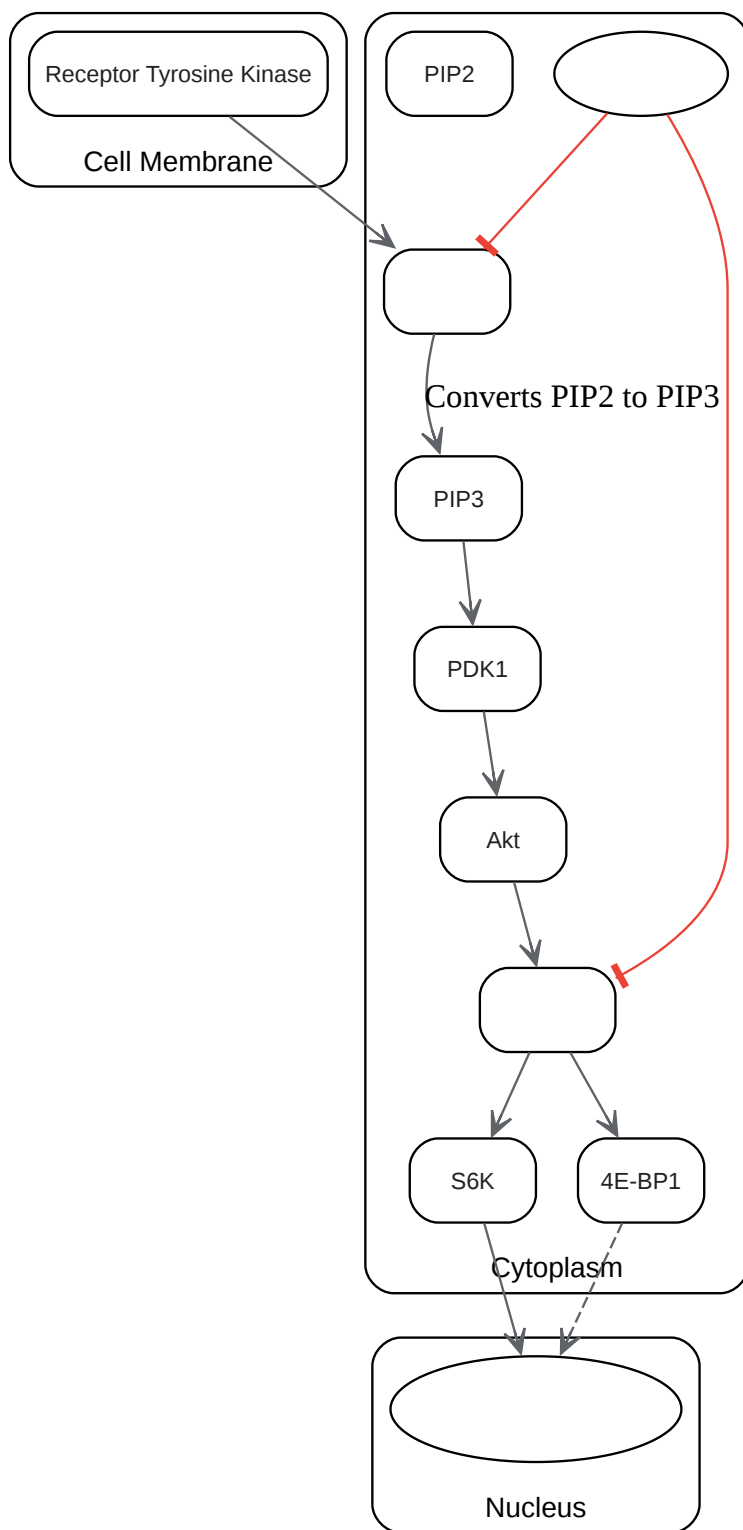 Receptor Tyrosine Kinase
PIP2
Cell Membrane
Converts PIP2 to PIP3
PIP3
PDK1
Akt
S6K
4E-BP1
Cytoplasm
Nucleus